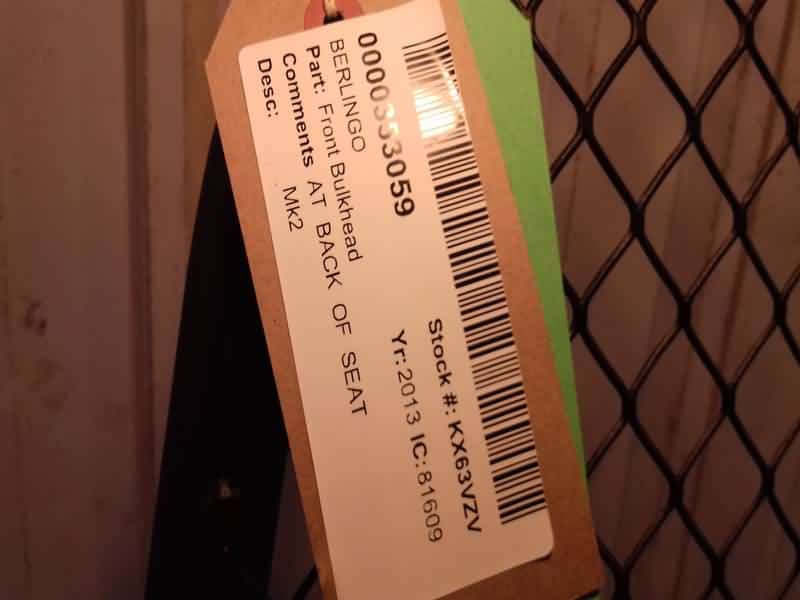 0000353059
Stock #: KX63VZV
BERLINGO
Yr: 2013 IC: 81609
Part: Front Bulkhead
Comments AT BACK OF SEAT
Desc: Mk2